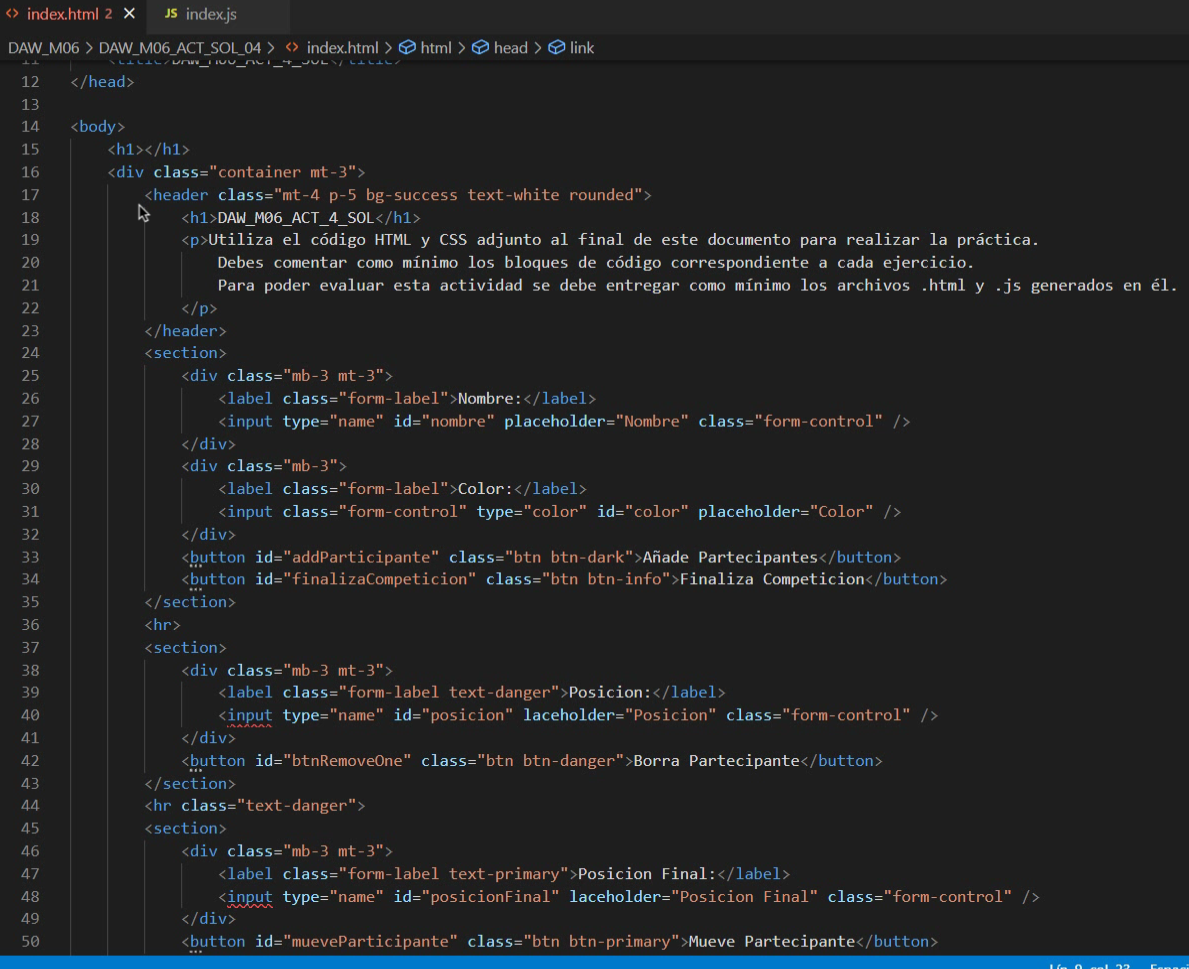 index.html 2 × JS index.js
DAW_M06 > DAW_M06_ACT_SOL_04 > index.html > html > head > link
11 <title>DAW_M06_ACT_4_SOL</title>
12 </head>
13
14 <body>
15 <h1></h1>
16 <div class="container mt-3">
17 <header class="mt-4 p-5 bg-success text-white rounded">
18 <h1>DAW_M06_ACT_4_SOL</h1>
19 <p>Utiliza el código HTML y CSS adjunto al final de este documento para realizar la práctica.
20 Debes comentar como mínimo los bloques de código correspondiente a cada ejercicio.
21 Para poder evaluar esta actividad se debe entregar como mínimo los archivos .html y .js generados en él.
22 </p>
23 </header>
24 <section>
25 <div class="mb-3 mt-3">
26 <label class="form-label">Nombre:</label>
27 <input type="name" id="nombre" placeholder="Nombre" class="form-control" />
28 </div>
29 <div class="mb-3">
30 <label class="form-label">Color:</label>
31 <input class="form-control" type="color" id="color" placeholder="Color" />
32 </div>
33 <button id="addParticipante" class="btn btn-dark">Añade Partecipantes</button>
34 <button id="finalizaCompeticion" class="btn btn-info">Finaliza Competicion</button>
35 </section>
36 <hr>
37 <section>
38 <div class="mb-3 mt-3">
39 <label class="form-label text-danger">Posicion:</label>
40 <input type="name" id="posicion" laceholder="Posicion" class="form-control" />
41 </div>
42 <button id="btnRemoveOne" class="btn btn-danger">Borra Partecipante</button>
43 </section>
44 <hr class="text-danger">
45 <section>
46 <div class="mb-3 mt-3">
47 <label class="form-label text-primary">Posicion Final:</label>
48 <input type="name" id="posicionFinal" laceholder="Posicion Final" class="form-control" />
49 </div>
50 <button id="mueveParticipante" class="btn btn-primary">Mueve Partecipante</button>